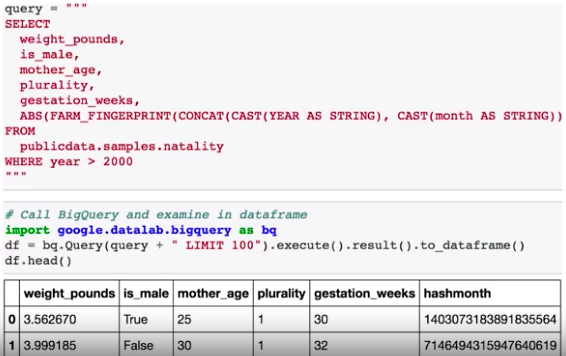 query = """
SELECT
weight_pounds,
is_male,
mother_age,
plurality,
gestation_weeks,
ABS(FARM_FINGERPRINT(CONCAT(CAST(YEAR AS STRING), CAST(month AS STRING))
FROM
publicdata.samples.natality
WHERE year > 2000
"""
# Call BigQuery and examine in dataframe
import google.datalab.bigquery as bq
df = bq.Query(query + " LIMIT 100").execute().result().to_dataframe()
df.head()
weight_pounds is_male mother_age plurality gestation_weeks hashmonth
0 3.562670 True 25 1 30 1403073183891835564
1 3.999185 False 30 1 32 7146494315947640619